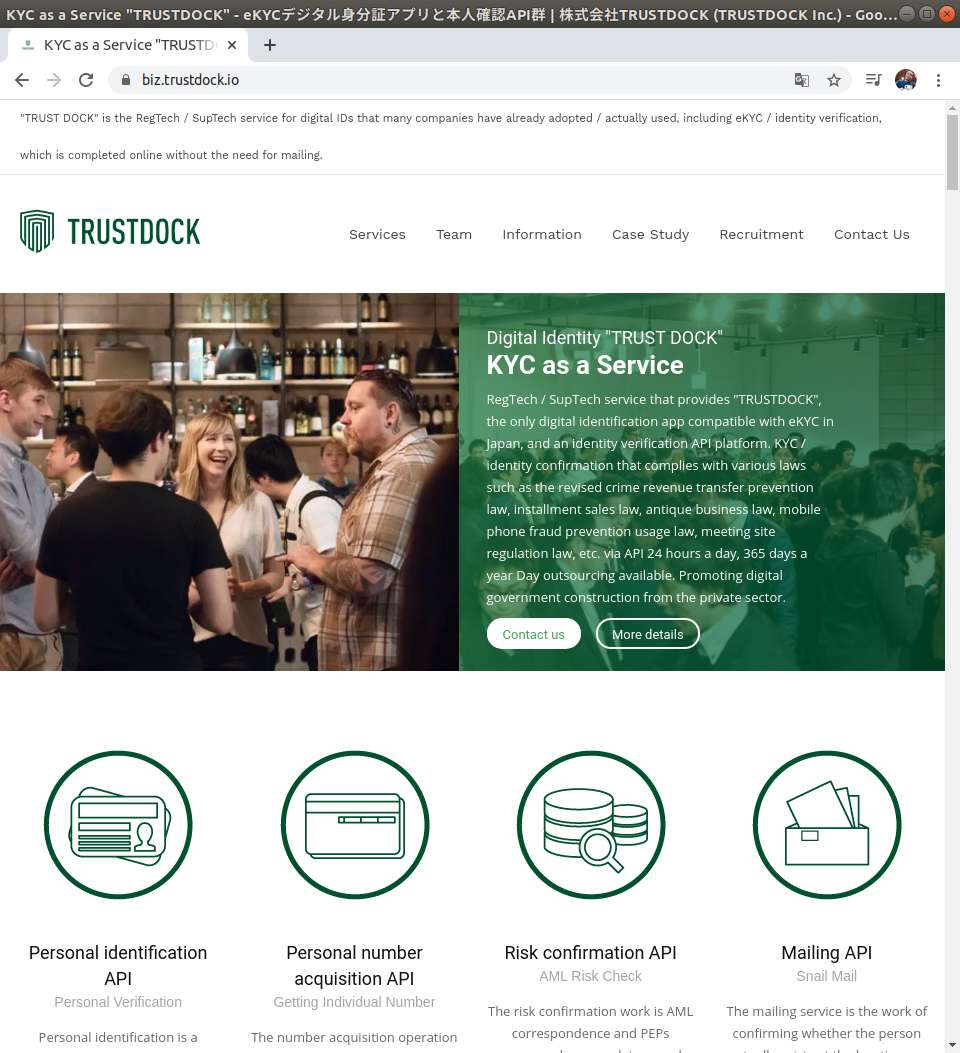 KYC as a Service "TRUSTDOCK" - eKYCデジタル身分証アプリと本人確認API群 | 株式会社TRUSTDOCK (TRUSTDOCK Inc.) - Goo...
KYC as a Service "TRUSTD
biz.trustdock.io
"TRUST DOCK" is the RegTech / SupTech service for digital IDs that many companies have already adopted / actually used, including eKYC / identity verification,
which is completed online without the need for mailing.
TRUSTDOCK
Services Team Information Case Study Recruitment Contact Us
Digital Identity "TRUST DOCK"
KYC as a Service
RegTech / SupTech service that provides "TRUSTDOCK",
the only digital identification app compatible with eKYC in
Japan, and an identity verification API platform. KYC /
identity confirmation that complies with various laws
such as the revised crime revenue transfer prevention
law, installment sales law, antique business law, mobile
phone fraud prevention usage law, meeting site
regulation law, etc. via API 24 hours a day, 365 days a
year Day outsourcing available. Promoting digital
government construction from the private sector.
Contact us More details
Personal identification
API
Personal Verification
Personal identification is a
Personal number
acquisition API
Getting Individual Number
The number acquisition operation
Risk confirmation API
AML Risk Check
The risk confirmation work is AML
correspondence and PEPs
Mailing API
Snail Mail
The mailing service is the work of
confirming whether the person